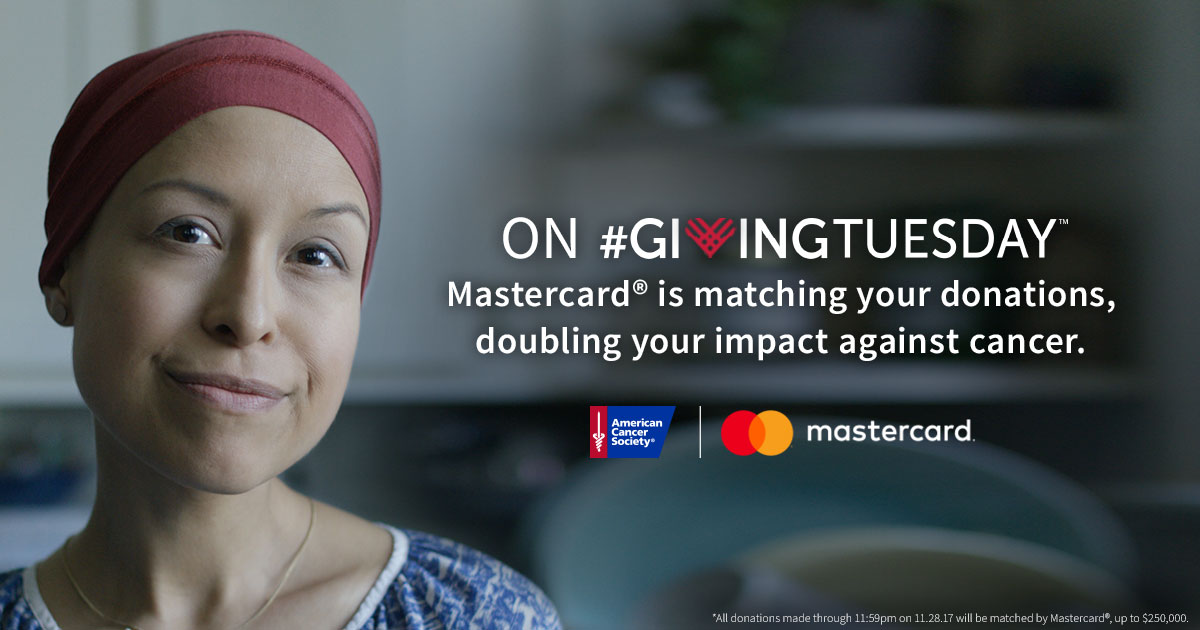 ON #GIVINGTUESDAY™
Mastercard® is matching your donations,
doubling your impact against cancer.
American
Cancer
Society®
mastercard.
*All donations made through 11:59pm on 11.28.17 will be matched by Mastercard®, up to $250,000.